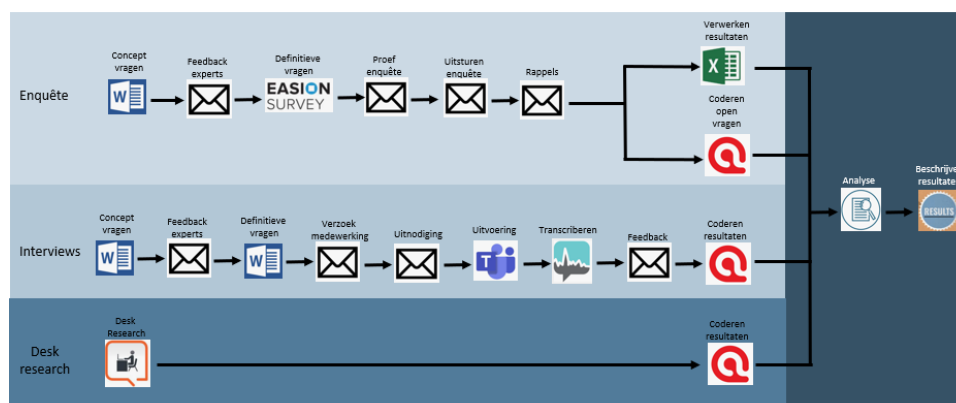 Enquête
Concept
vragen
Feedback
experts
Definitieve
vragen
EASION
SURVEY
Proef
enquête
Uitsturen
enquête
Rappels
Verwerken
resultaten
Coderen
open
vragen
Interviews
Concept
vragen
Feedback
experts
Definitieve
vragen
Verzoek
medewerking
Uitnodiging
Uitvoering
Transcriberen
Feedback
Coderen
resultaten
Desk
research
Desk
Research
Coderen
resultaten
Analyse
Beschrijve
resultate
RESULTS